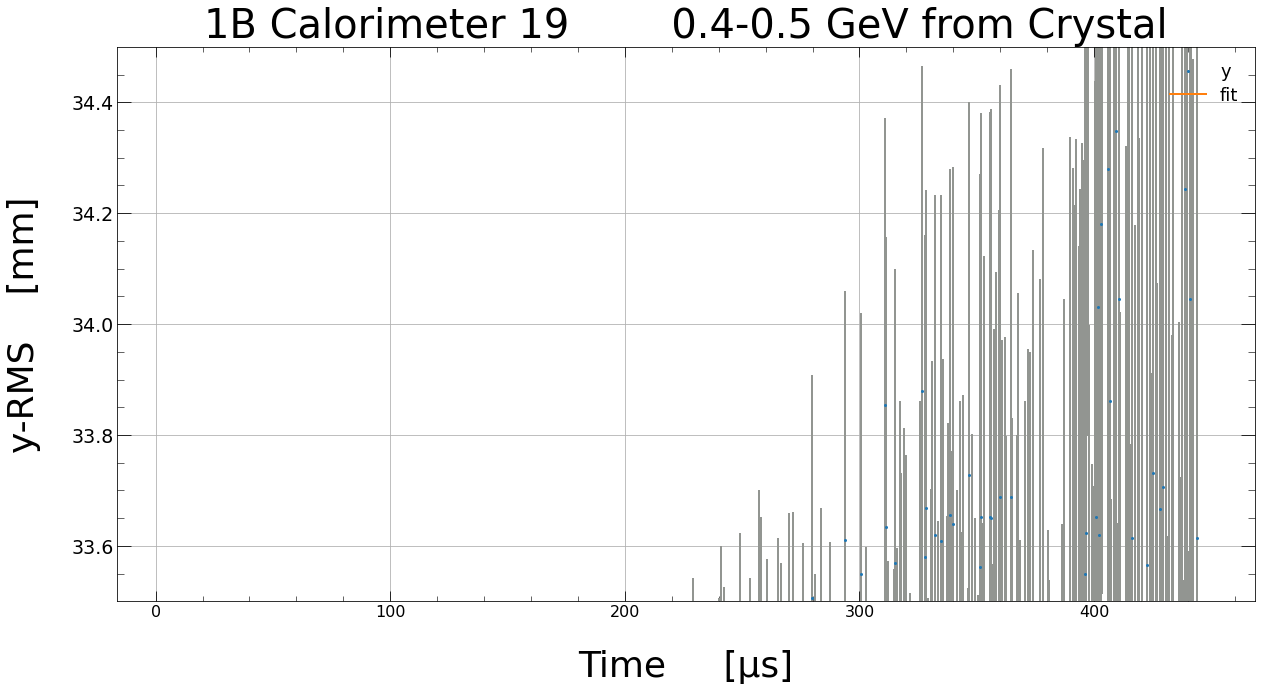 1B Calorimeter 19 0.4-0.5 GeV from Crystal
y
fit
34.4
34.2
34.0
33.8
33.6
y-RMS [mm]
0 100 200 300 400
Time [µs]